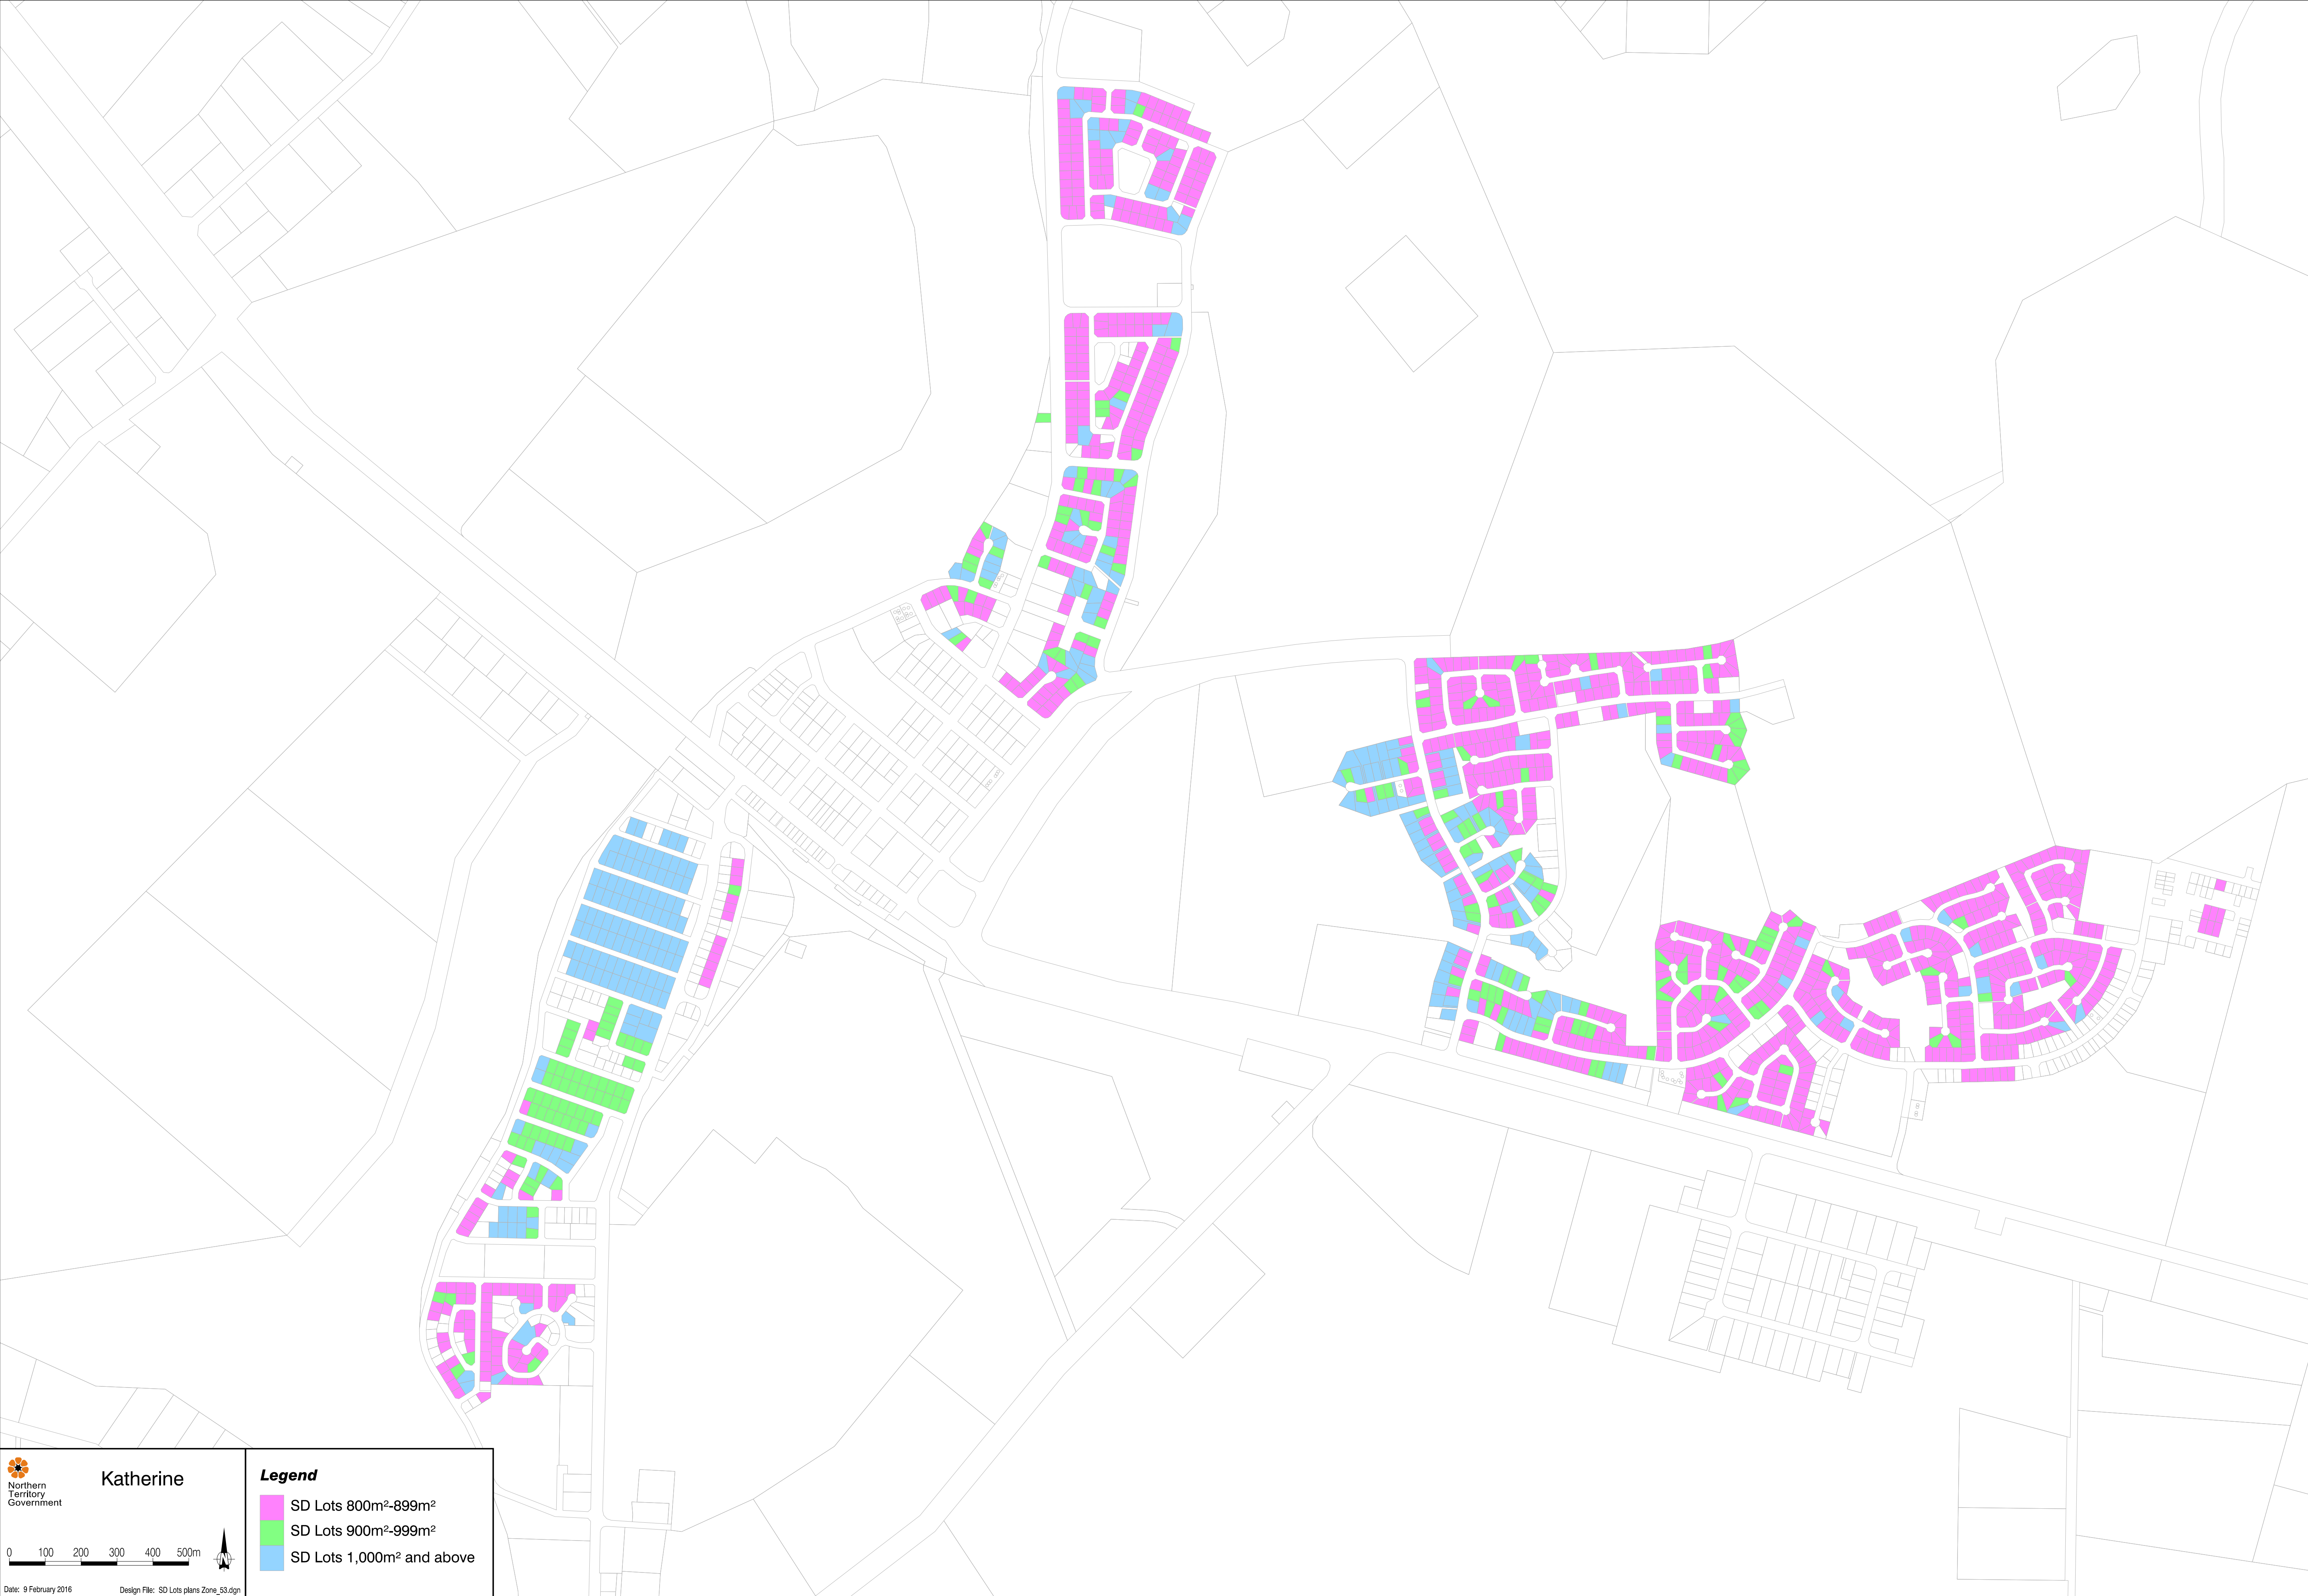 Northern
Territory
Government
Katherine
0 100 200 300 400 500m
N
Date: 9 February 2016
Design File: SD Lots plans Zone_53.dgn
Legend
SD Lots 800m²-899m²
SD Lots 900m²-999m²
SD Lots 1,000m² and above